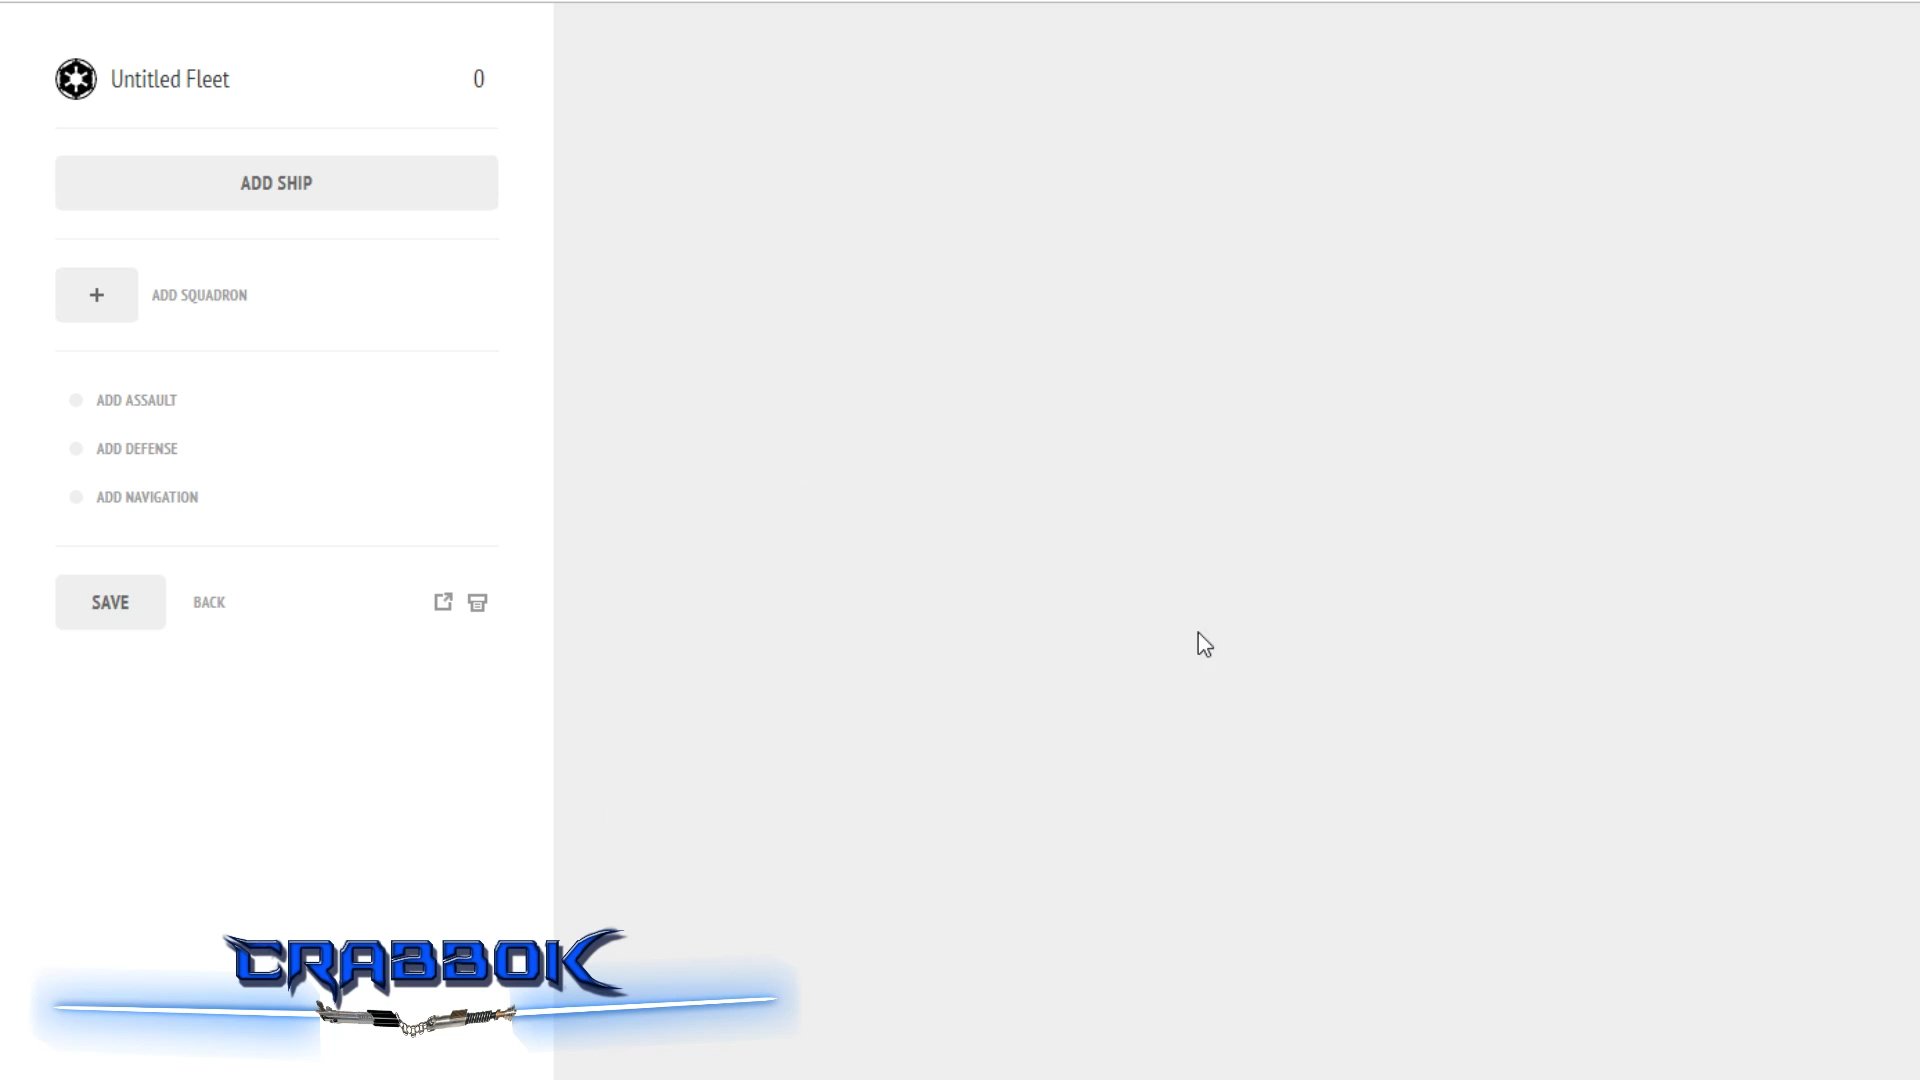 Untitled Fleet 0
ADD SHIP
+ ADD SQUADRON
ADD ASSAULT
ADD DEFENSE
ADD NAVIGATION
SAVE BACK
CRABBOK